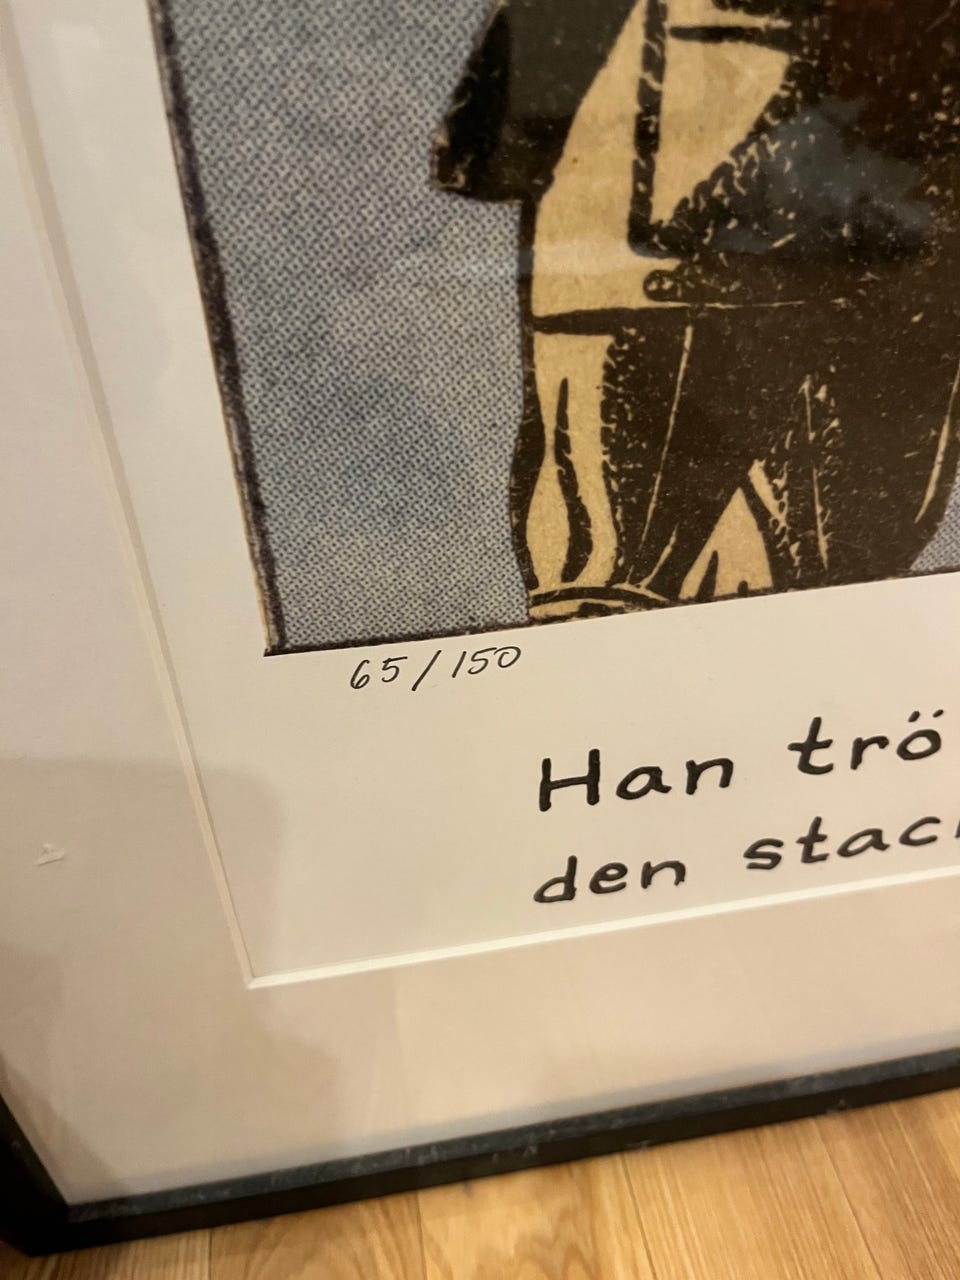 65/150
Han trö
den stac